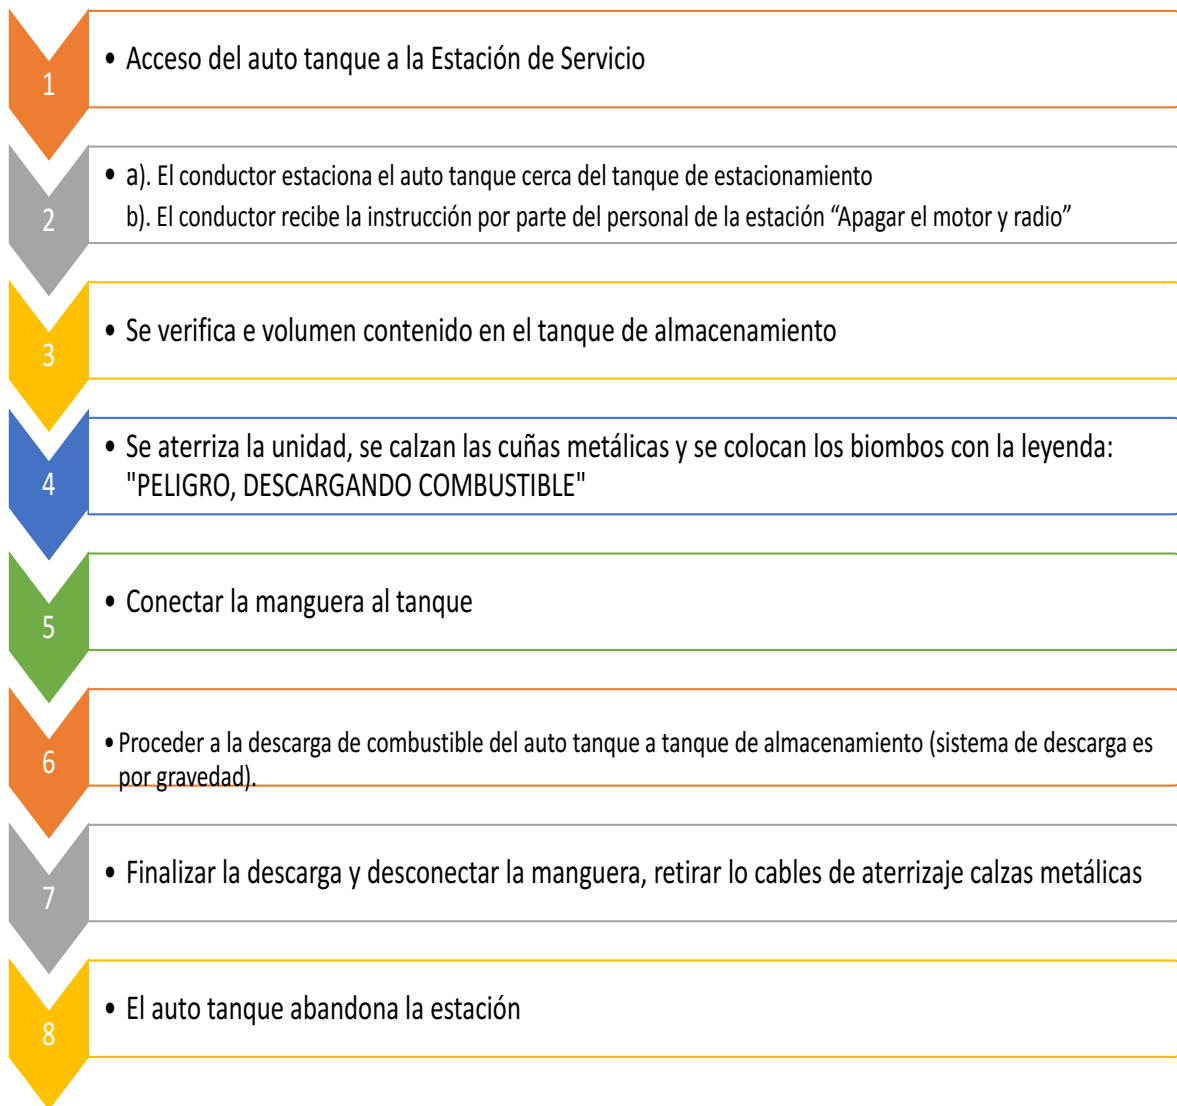 1
• Acceso del auto tanque a la Estación de Servicio
2
• a). El conductor estaciona el auto tanque cerca del tanque de estacionamiento
b). El conductor recibe la instrucción por parte del personal de la estación “Apagar el motor y radio”
3
• Se verifica e volumen contenido en el tanque de almacenamiento
4
• Se aterriza la unidad, se calzan las cuñas metálicas y se colocan los biombos con la leyenda:
"PELIGRO, DESCARGANDO COMBUSTIBLE"
5
• Conectar la manguera al tanque
6
• Proceder a la descarga de combustible del auto tanque a tanque de almacenamiento (sistema de descarga es
por gravedad).
7
• Finalizar la descarga y desconectar la manguera, retirar lo cables de aterrizaje calzas metálicas
8
• El auto tanque abandona la estación